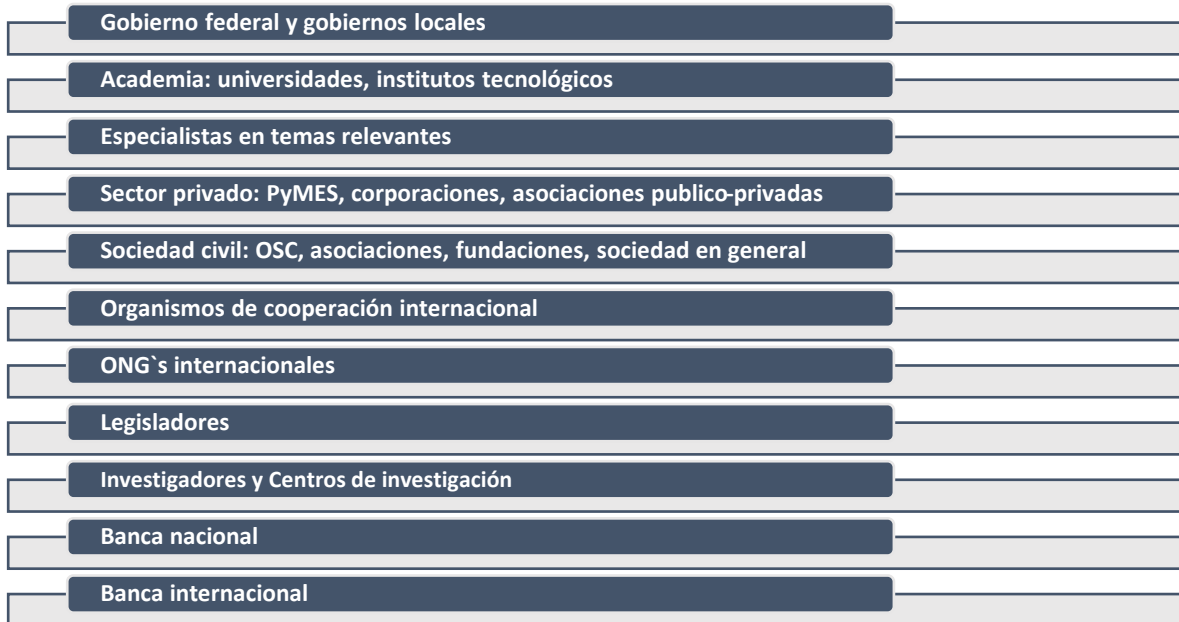 Gobierno federal y gobiernos locales
Academia: universidades, institutos tecnológicos
Especialistas en temas relevantes
Sector privado: PyMES, corporaciones, asociaciones publico-privadas
Sociedad civil: OSC, asociaciones, fundaciones, sociedad en general
Organismos de cooperación internacional
ONG`s internacionales
Legisladores
Investigadores y Centros de investigación
Banca nacional
Banca internacional